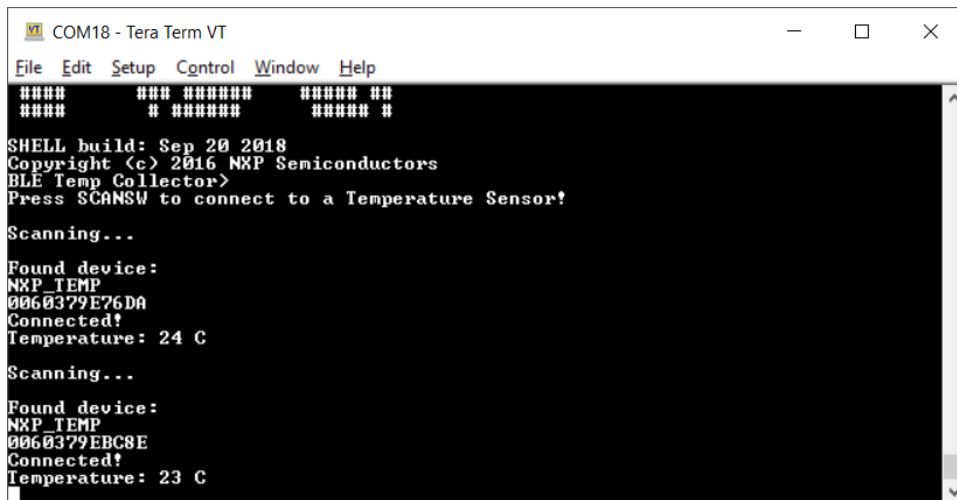 COM18 - Tera Term VT
File Edit Setup Control Window Help
#### ### ###### ##### ##
#### # ###### ##### #
SHELL build: Sep 20 2018
Copyright (c) 2016 NXP Semiconductors
BLE Temp Collector>
Press SCANSW to connect to a Temperature Sensor!
Scanning...
Found device:
NXP_TEMP
0060379E76DA
Connected!
Temperature: 24 C
Scanning...
Found device:
NXP_TEMP
0060379EBC8E
Connected!
Temperature: 23 C